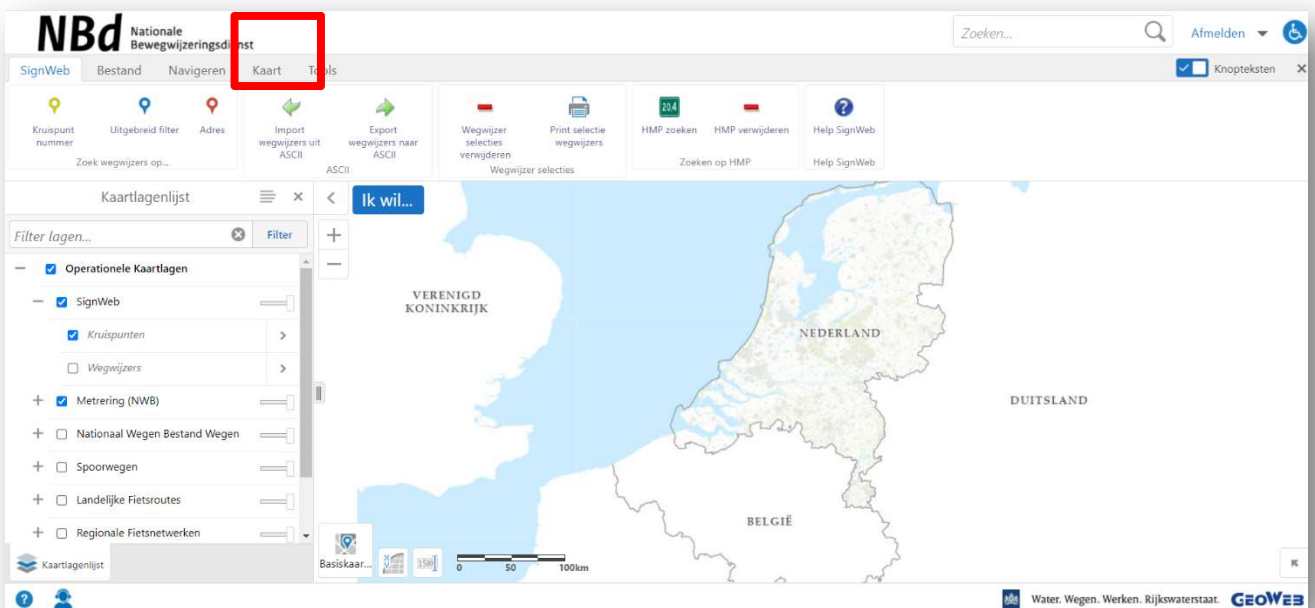 NBd Nationale
Bewegwijzeringsdienst
Zoeken...
Afmelden
SignWeb Bestand Navigeren Kaart Tools
Knopteksten
Kruispunt
nummer
Uitgebreid filter
Adres
Zoek wegwijzers op...
Import
wegwijzers uit
ASCII
Export
wegwijzers naar
ASCII
ASCII
Wegwijzer
selecties
verwijderen
Print selectie
wegwijzers
Wegwijzer selecties
20.4
HMP zoeken
HMP verwijderen
Zoeken op HMP
Help SignWeb
Help SignWeb
Kaartlagenlijst
Ik wil...
Filter lagen...
Filter
Operationele Kaartlagen
SignWeb
Kruispunten
Wegwijzers
Metrering (NWB)
Nationaal Wegen Bestand Wegen
Spoorwegen
Landelijke Fietsroutes
Regionale Fietsnetwerken
Kaartlagenlijst
VERENIGD
KONINKRIJK
NEDERLAND
DUITSLAND
BELGIË
Basiskaar...
X
Y
1:500
0 50 100km
Water. Wegen. Werken. Rijkswaterstaat. GEOWEB